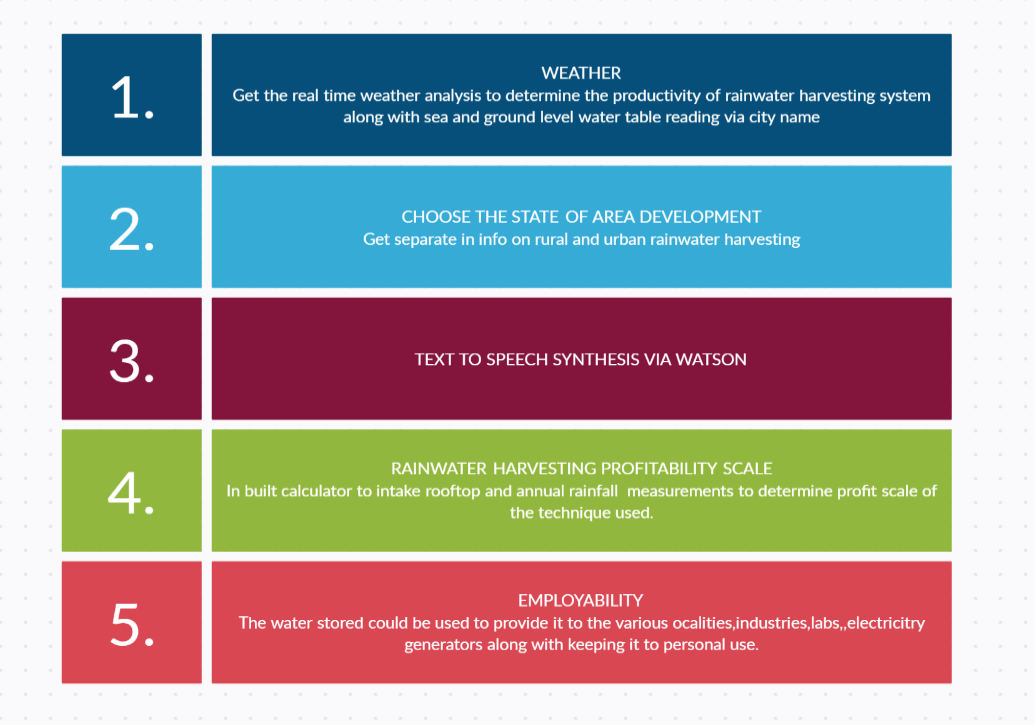 1.
WEATHER
Get the real time weather analysis to determine the productivity of rainwater harvesting system
along with sea and ground level water table reading via city name
2.
CHOOSE THE STATE OF AREA DEVELOPMENT
Get separate in info on rural and urban rainwater harvesting
3.
TEXT TO SPEECH SYNTHESIS VIA WATSON
4.
RAINWATER HARVESTING PROFITABILITY SCALE
In built calculator to intake rooftop and annual rainfall  measurements to determine profit scale of
the technique used.
5.
EMPLOYABILITY
The water stored could be used to provide it to the various ocalities,industries,labs,,electricitry
generators along with keeping it to personal use.